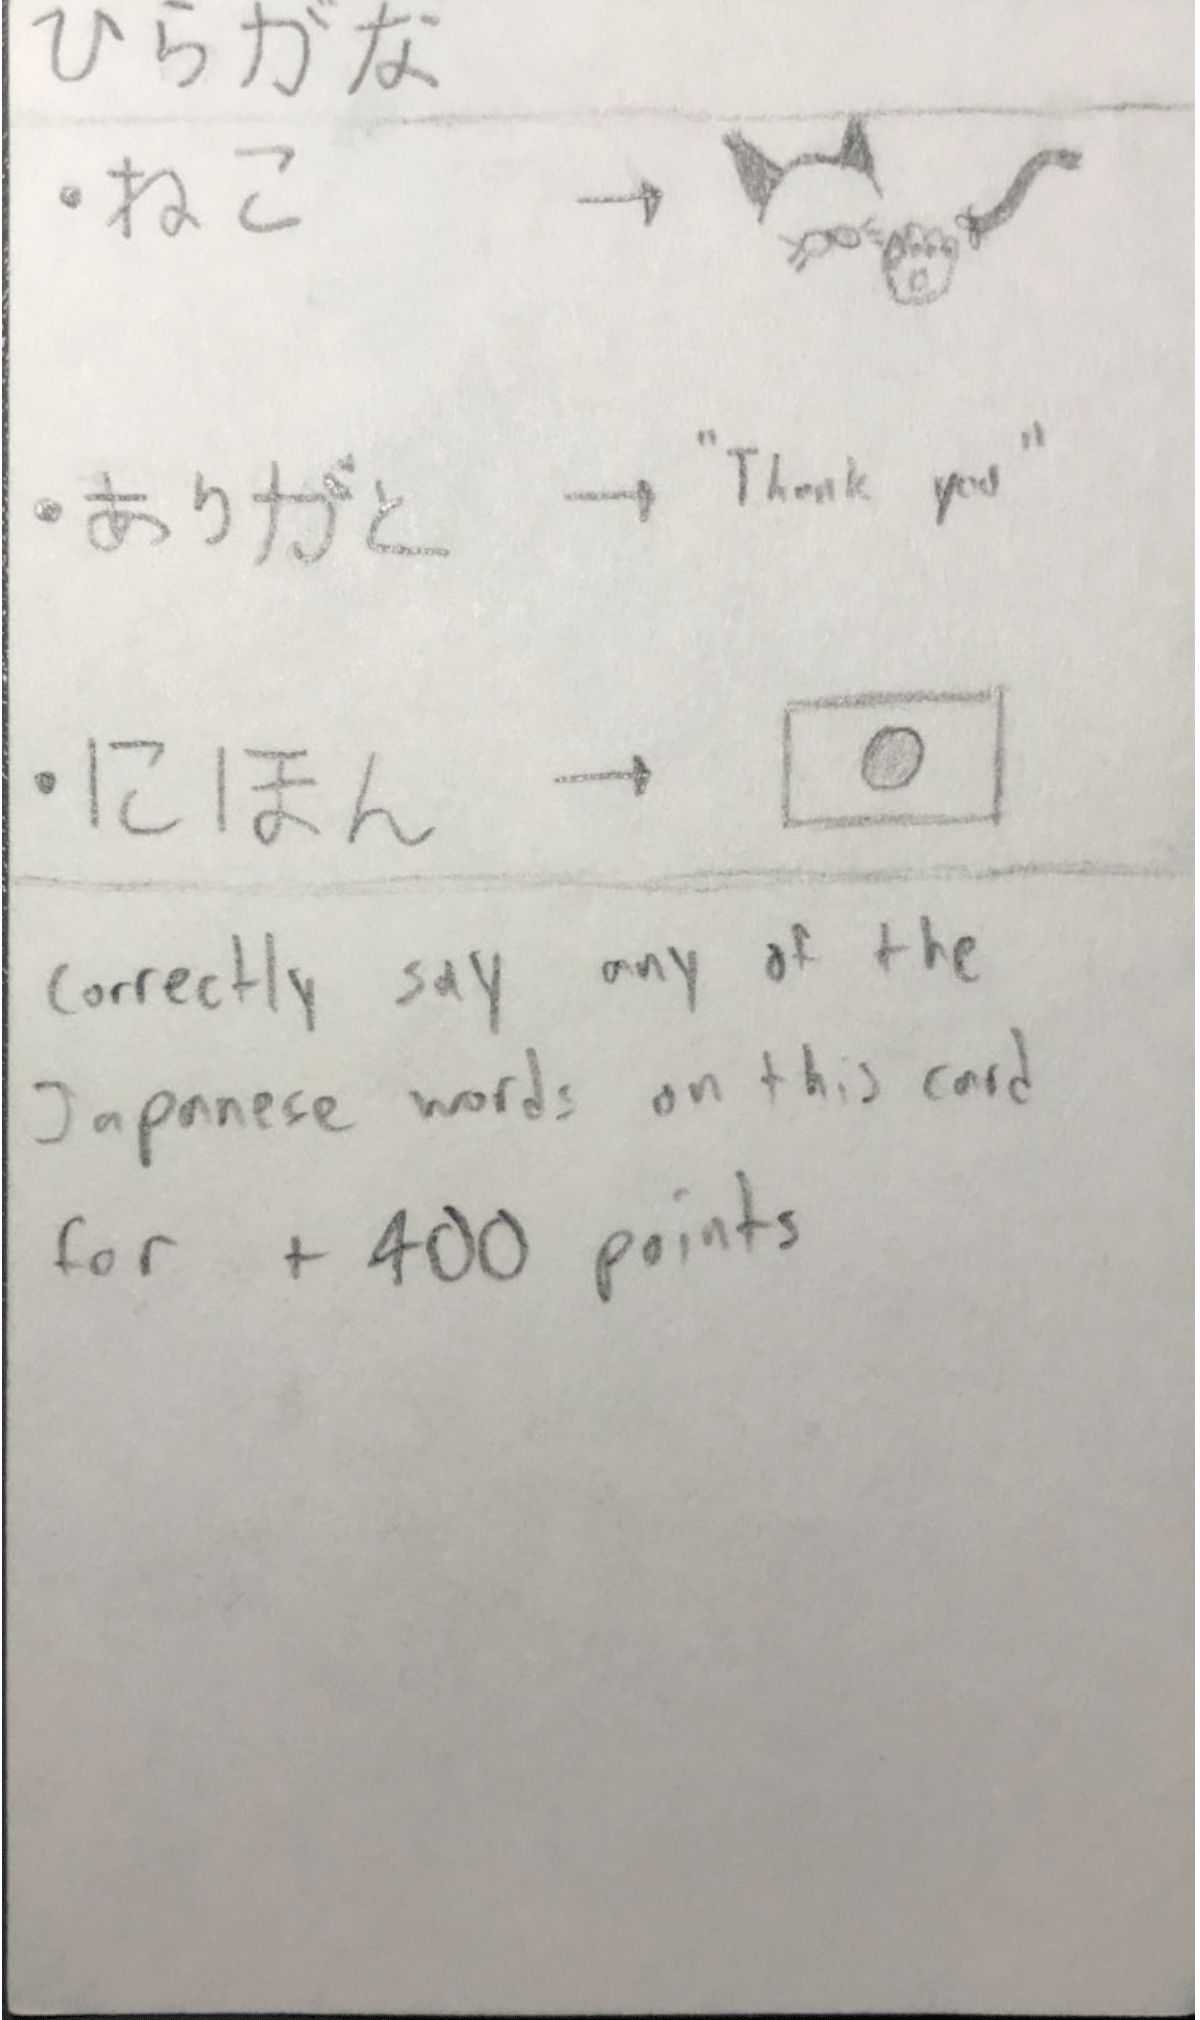 ひらがな
・ねこ →
・ありがと → "Thank you"
・にほん →
Correctly say any of the
Japannese words on this card
for + 400 points